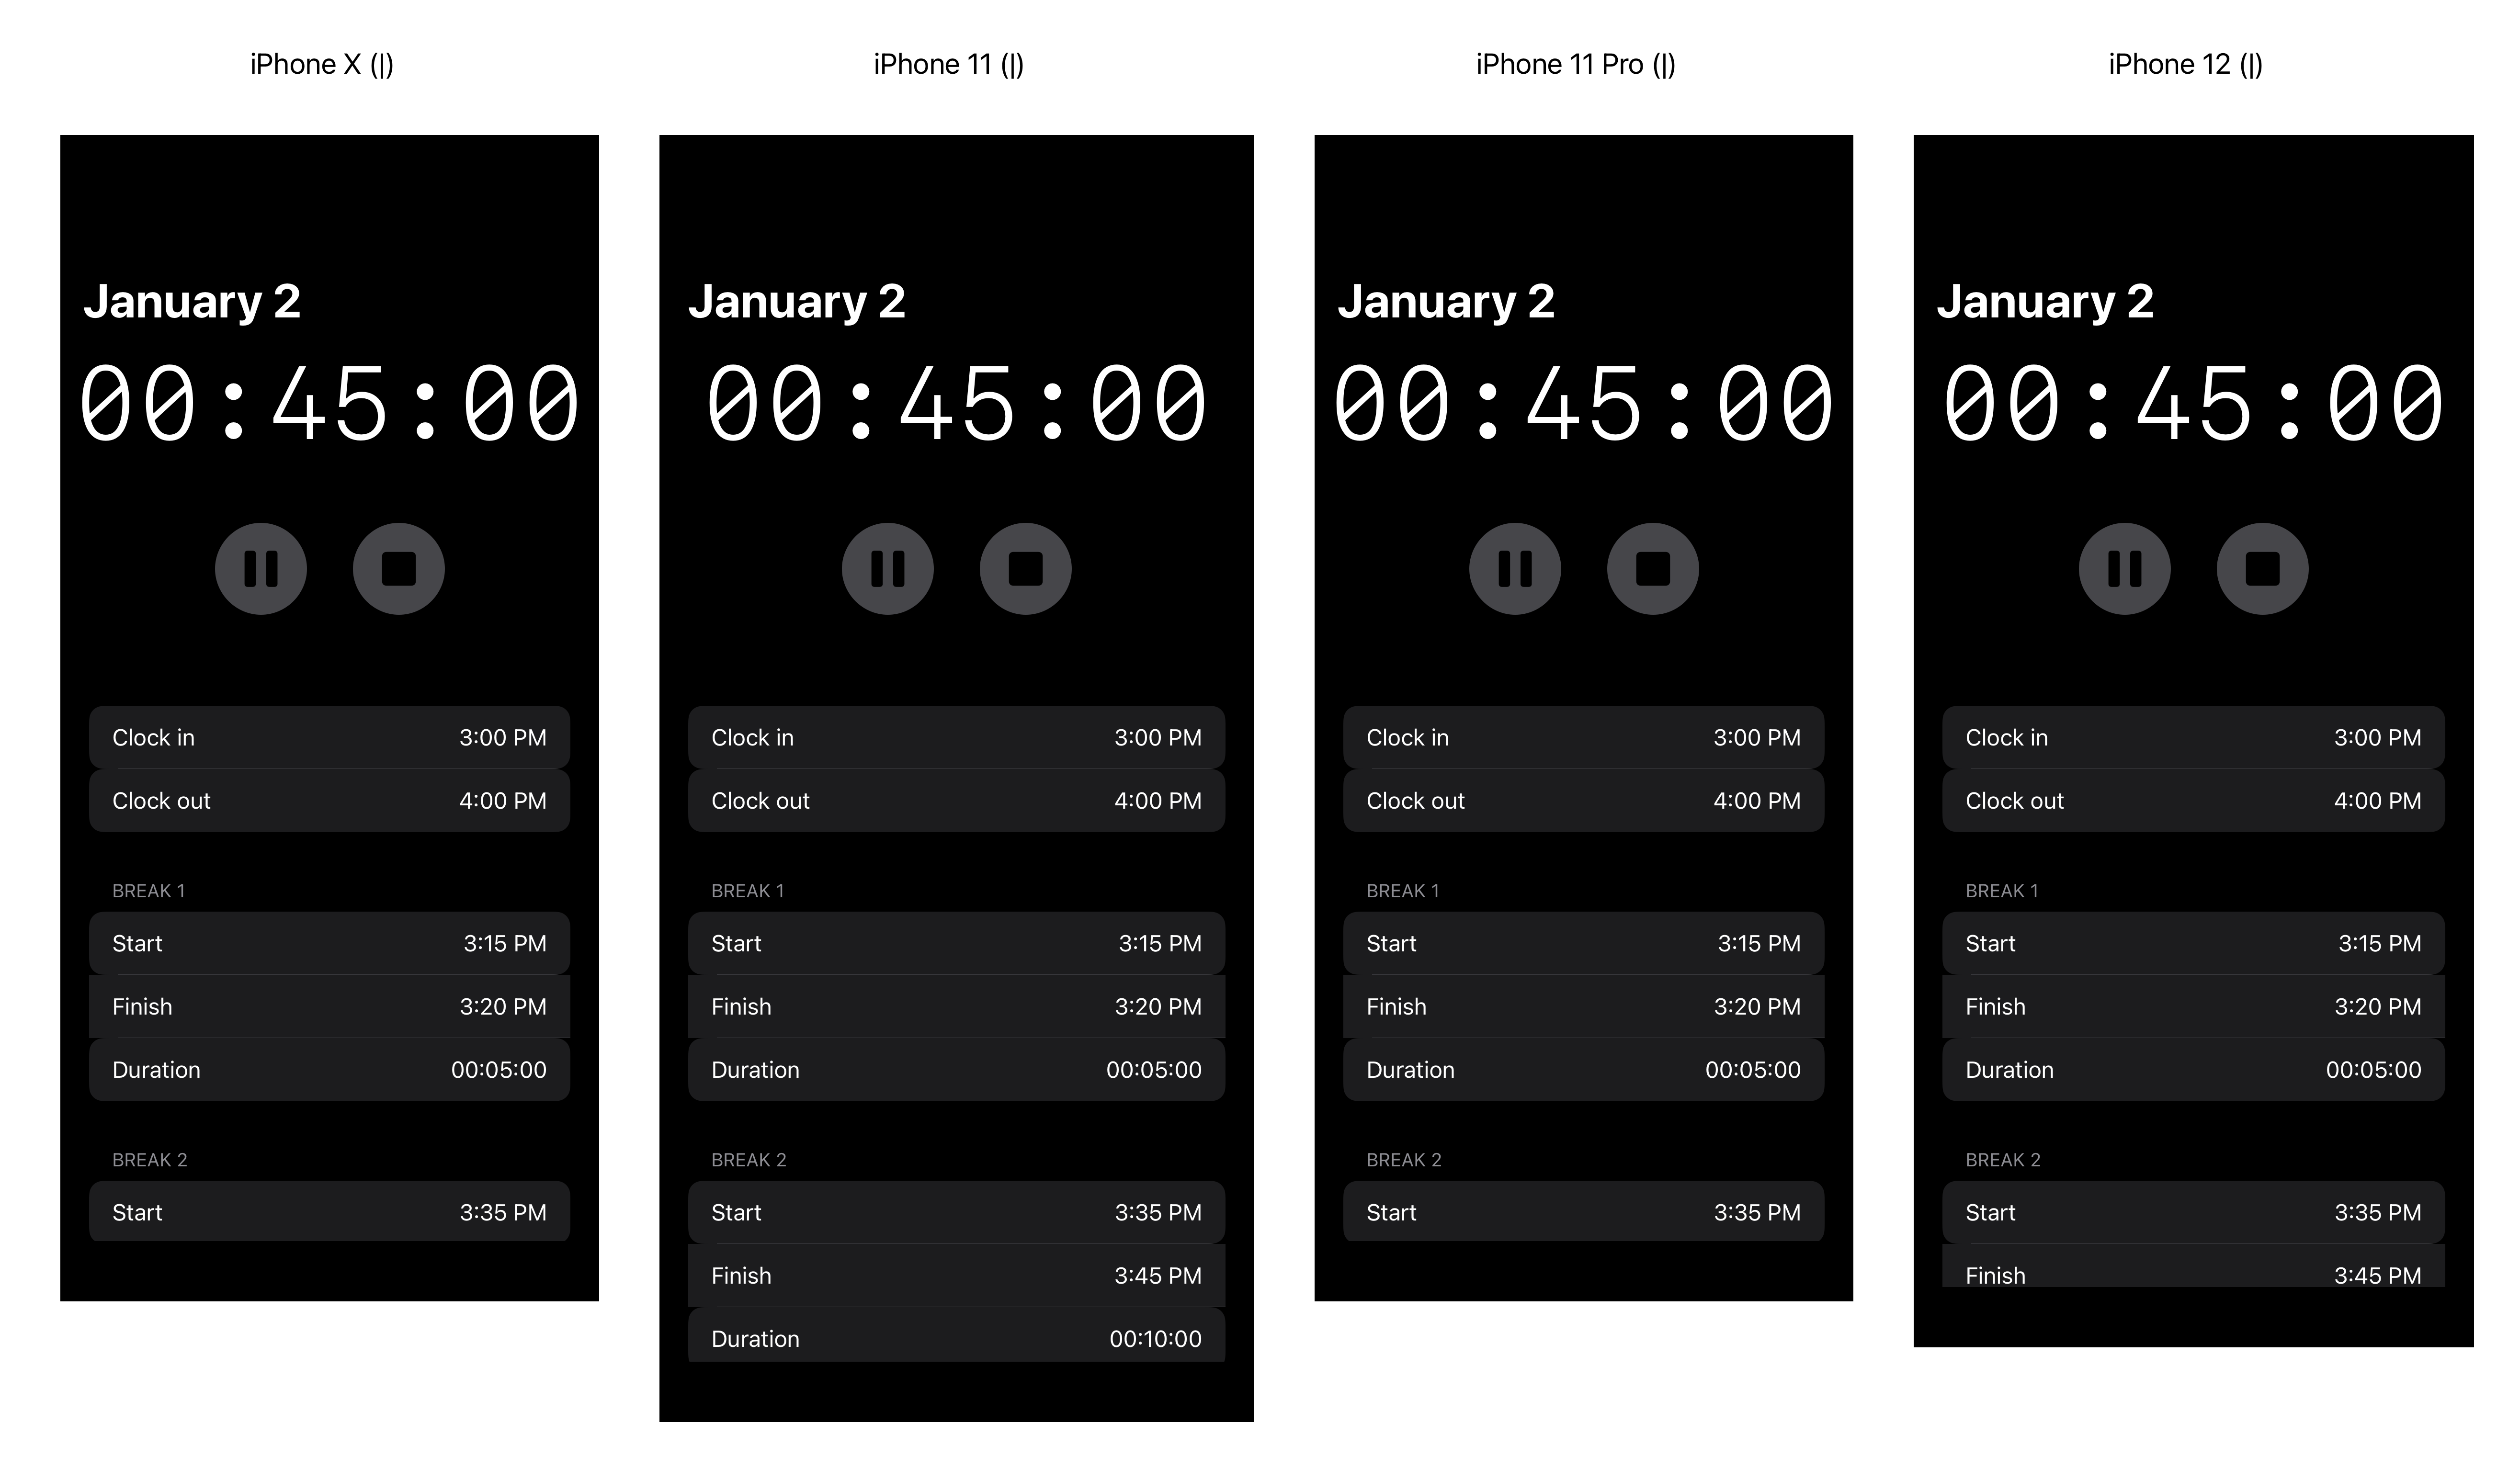 iPhone X (|)
January 2
00:45:00
Clock in 3:00 PM
Clock out 4:00 PM
BREAK 1
Start 3:15 PM
Finish 3:20 PM
Duration 00:05:00
BREAK 2
Start 3:35 PM
iPhone 11 (|)
January 2
00:45:00
Clock in 3:00 PM
Clock out 4:00 PM
BREAK 1
Start 3:15 PM
Finish 3:20 PM
Duration 00:05:00
BREAK 2
Start 3:35 PM
Finish 3:45 PM
Duration 00:10:00
iPhone 11 Pro (|)
January 2
00:45:00
Clock in 3:00 PM
Clock out 4:00 PM
BREAK 1
Start 3:15 PM
Finish 3:20 PM
Duration 00:05:00
BREAK 2
Start 3:35 PM
iPhone 12 (|)
January 2
00:45:00
Clock in 3:00 PM
Clock out 4:00 PM
BREAK 1
Start 3:15 PM
Finish 3:20 PM
Duration 00:05:00
BREAK 2
Start 3:35 PM
Finish 3:45 PM